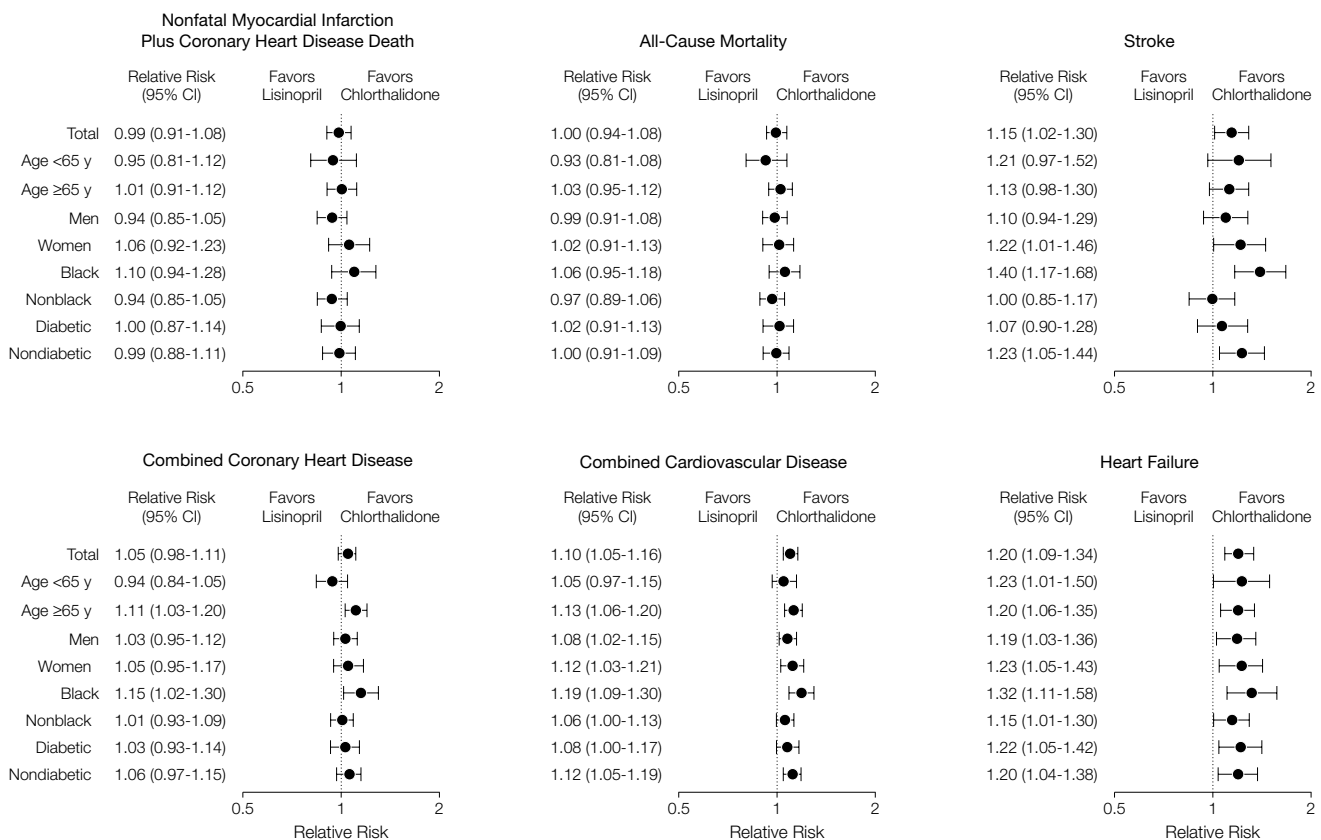 Nonfatal Myocardial Infarction
Plus Coronary Heart Disease Death
Relative Risk
(95% CI)
Favors
Lisinopril
Favors
Chlorthalidone
Total 0.99 (0.91-1.08)
Age <65 y 0.95 (0.81-1.12)
Age ≥65 y 1.01 (0.91-1.12)
Men 0.94 (0.85-1.05)
Women 1.06 (0.92-1.23)
Black 1.10 (0.94-1.28)
Nonblack 0.94 (0.85-1.05)
Diabetic 1.00 (0.87-1.14)
Nondiabetic 0.99 (0.88-1.11)
0.5 1 2
All-Cause Mortality
Relative Risk
(95% CI)
Favors
Lisinopril
Favors
Chlorthalidone
1.00 (0.94-1.08)
0.93 (0.81-1.08)
1.03 (0.95-1.12)
0.99 (0.91-1.08)
1.02 (0.91-1.13)
1.06 (0.95-1.18)
0.97 (0.89-1.06)
1.02 (0.91-1.13)
1.00 (0.91-1.09)
0.5 1 2
Stroke
Relative Risk
(95% CI)
Favors
Lisinopril
Favors
Chlorthalidone
1.15 (1.02-1.30)
1.21 (0.97-1.52)
1.13 (0.98-1.30)
1.10 (0.94-1.29)
1.22 (1.01-1.46)
1.40 (1.17-1.68)
1.00 (0.85-1.17)
1.07 (0.90-1.28)
1.23 (1.05-1.44)
0.5 1 2
Combined Coronary Heart Disease
Relative Risk
(95% CI)
Favors
Lisinopril
Favors
Chlorthalidone
Total 1.05 (0.98-1.11)
Age <65 y 0.94 (0.84-1.05)
Age ≥65 y 1.11 (1.03-1.20)
Men 1.03 (0.95-1.12)
Women 1.05 (0.95-1.17)
Black 1.15 (1.02-1.30)
Nonblack 1.01 (0.93-1.09)
Diabetic 1.03 (0.93-1.14)
Nondiabetic 1.06 (0.97-1.15)
0.5 1 2
Relative Risk
Combined Cardiovascular Disease
Relative Risk
(95% CI)
Favors
Lisinopril
Favors
Chlorthalidone
1.10 (1.05-1.16)
1.05 (0.97-1.15)
1.13 (1.06-1.20)
1.08 (1.02-1.15)
1.12 (1.03-1.21)
1.19 (1.09-1.30)
1.06 (1.00-1.13)
1.08 (1.00-1.17)
1.12 (1.05-1.19)
0.5 1 2
Relative Risk
Heart Failure
Relative Risk
(95% CI)
Favors
Lisinopril
Favors
Chlorthalidone
1.20 (1.09-1.34)
1.23 (1.01-1.50)
1.20 (1.06-1.35)
1.19 (1.03-1.36)
1.23 (1.05-1.43)
1.32 (1.11-1.58)
1.15 (1.01-1.30)
1.22 (1.05-1.42)
1.20 (1.04-1.38)
0.5 1 2
Relative Risk